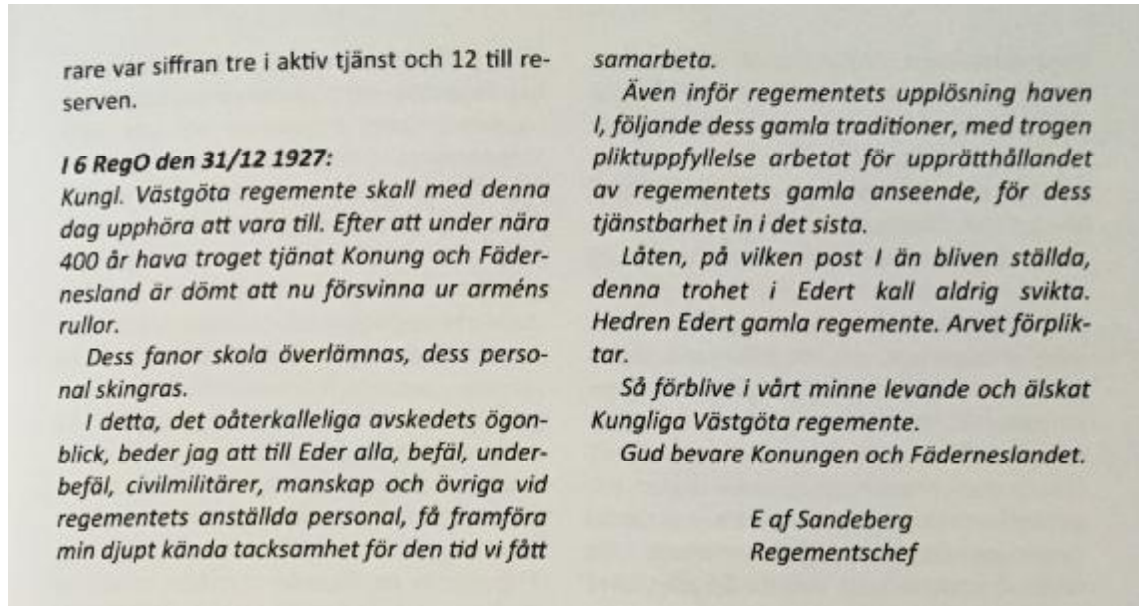 rare var siffran tre i aktiv tjänst och 12 till re-
serven.
I 6 RegO den 31/12 1927:
Kungl. Västgöta regemente skall med denna
dag upphöra att vara till. Efter att under nära
400 år hava troget tjänat Konung och Fäder-
nesland är dömt att nu försvinna ur arméns
rullor.
Dess fanor skola överlämnas, dess perso-
nal skingras.
I detta, det oåterkalleliga avskedets ögon-
blick, beder jag att till Eder alla, befäl, under-
befäl, civilmilitärer, manskap och övriga vid
regementets anställda personal, få framföra
min djupt kända tacksamhet för den tid vi fått
samarbeta.
Även inför regementets upplösning haven
I, följande dess gamla traditioner, med trogen
pliktuppfyllelse arbetat för upprätthållandet
av regementets gamla anseende, för dess
tjänstbarhet in i det sista.
Låten, på vilken post I än bliven ställda,
denna trohet i Edert kall aldrig svikta.
Hedren Edert gamla regemente. Arvet förplik-
tar.
Så förblive i vårt minne levande och älskat
Kungliga Västgöta regemente.
Gud bevare Konungen och Fäderneslandet.
E af Sandeberg
Regementschef